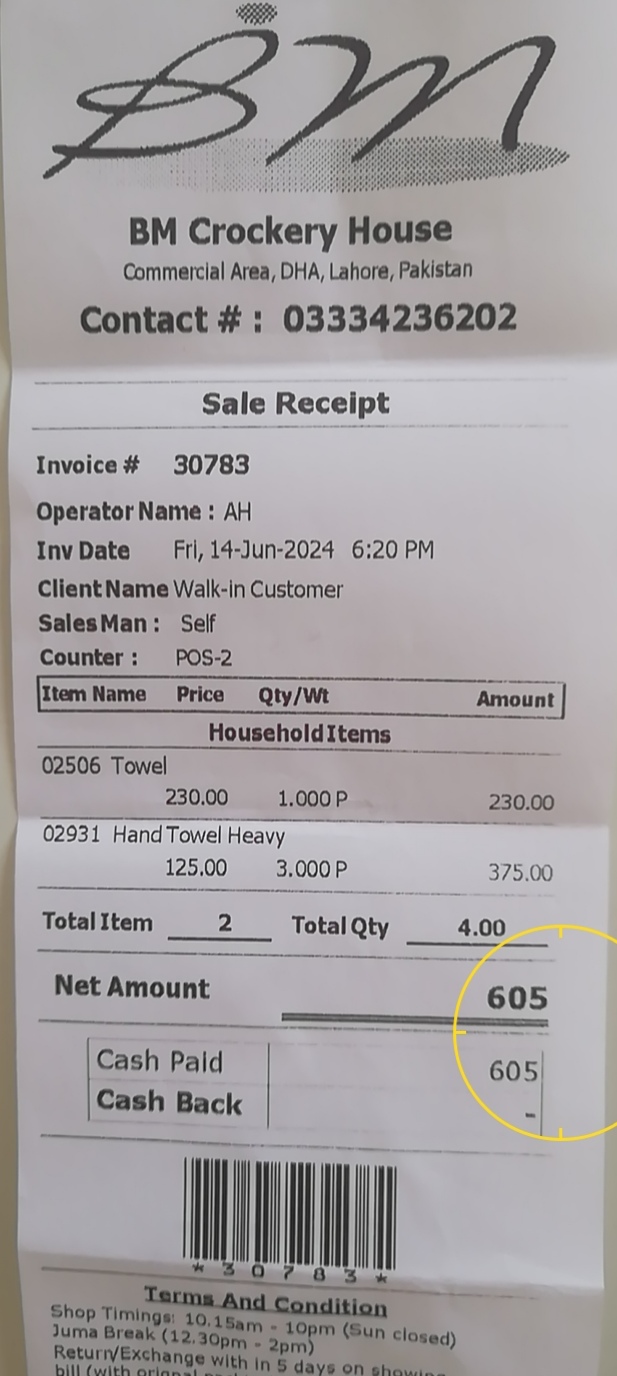 BM
BM Crockery House
Commercial Area, DHA, Lahore, Pakistan
Contact # : 03334236202
Sale Receipt
Invoice # 30783
Operator Name : AH
Inv Date Fri, 14-Jun-2024 6:20 PM
Client Name Walk-in Customer
Sales Man : Self
Counter : POS-2
Item Name Price Qty/Wt Amount
Household Items
02506 Towel
230.00 1.000 P 230.00
02931 Hand Towel Heavy
125.00 3.000 P 375.00
Total Item 2 Total Qty 4.00
Net Amount 605
Cash Paid 605
Cash Back -
* 3 0 7 8 3 *
Terms And Condition
Shop Timings: 10.15am - 10pm (Sun closed)
Juma Break (12.30pm - 2pm)
Return/Exchange with in 5 days on showing
bill (with orignal